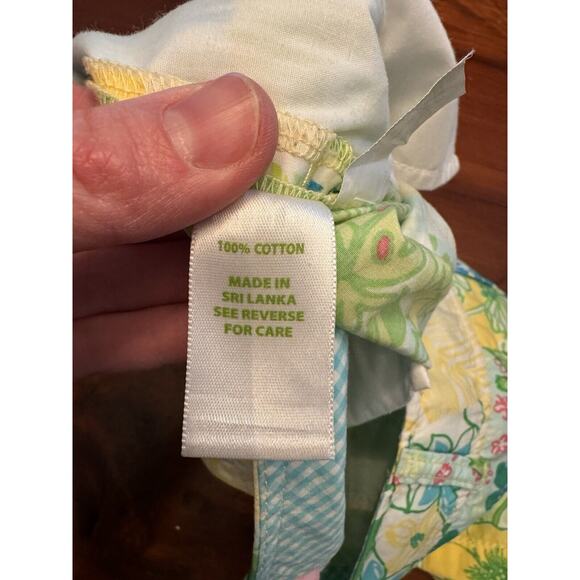 100% COTTON
MADE IN
SRI LANKA
SEE REVERSE
FOR CARE